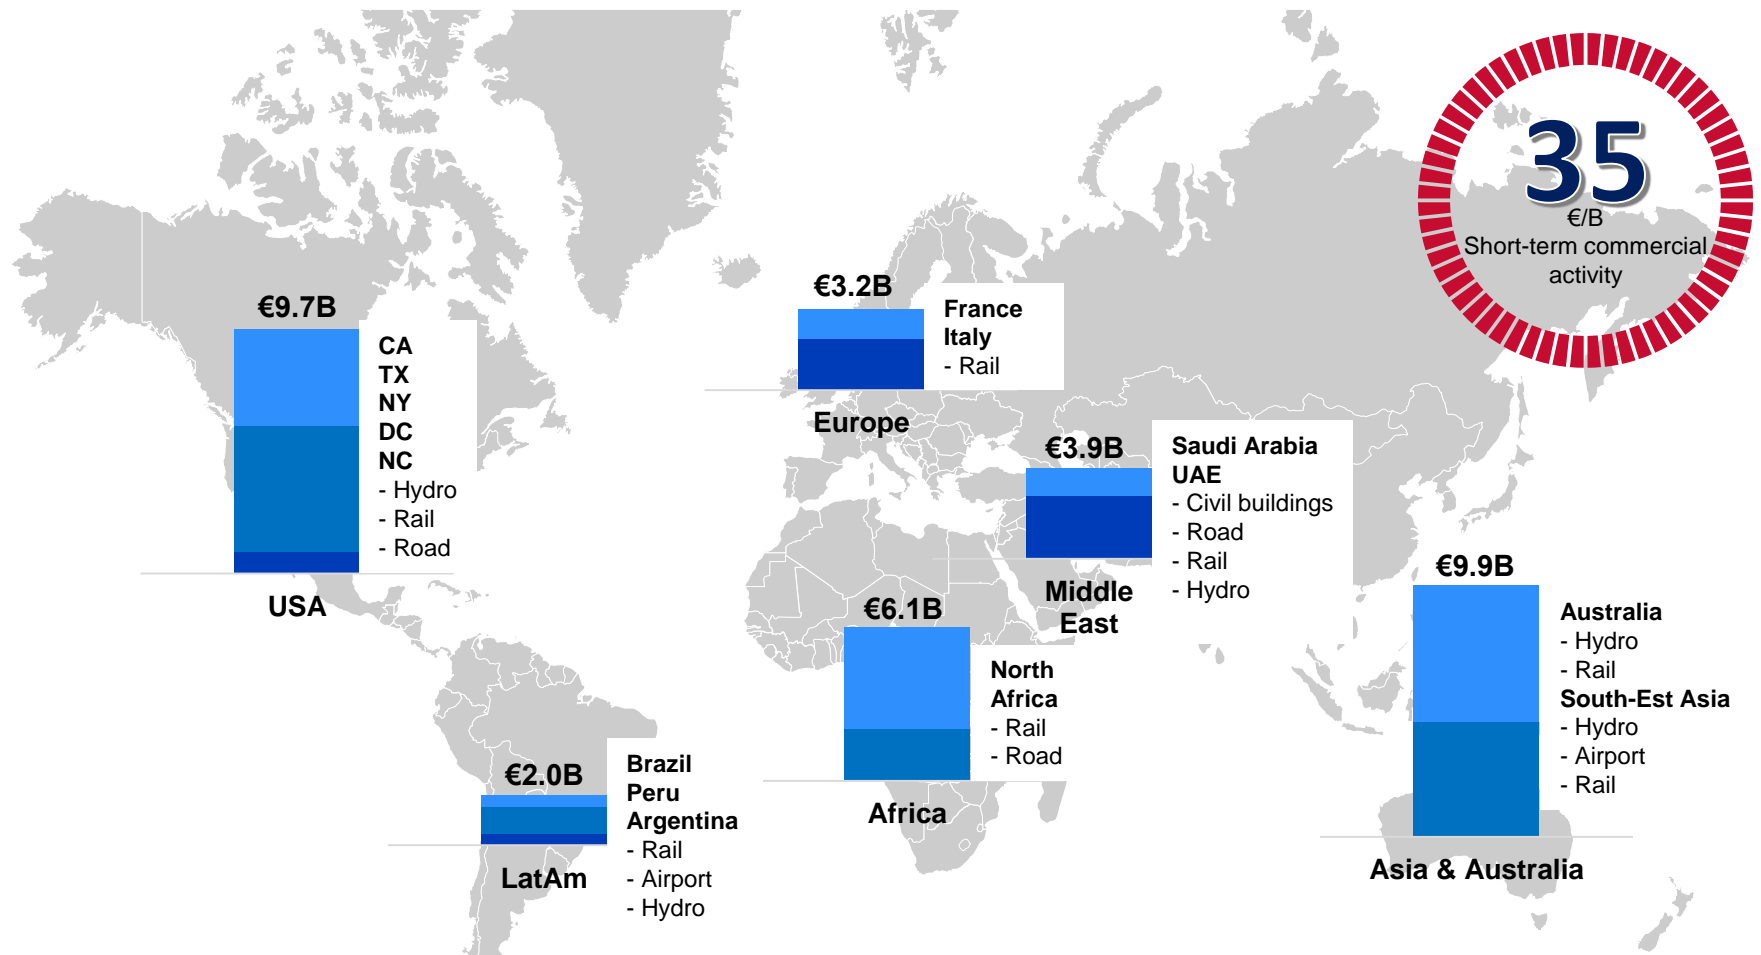 35
€/B
Short-term commercial
activity
€9.7B
CA
TX
NY
DC
NC
- Hydro
- Rail
- Road
USA
€3.2B
France
Italy
- Rail
Europe
€3.9B
Saudi Arabia
UAE
- Civil buildings
- Road
- Rail
- Hydro
Middle
East
€6.1B
North
Africa
- Rail
- Road
Africa
€9.9B
Australia
- Hydro
- Rail
South-Est Asia
- Hydro
- Airport
- Rail
Asia & Australia
€2.0B
Brazil
Peru
Argentina
- Rail
- Airport
- Hydro
LatAm